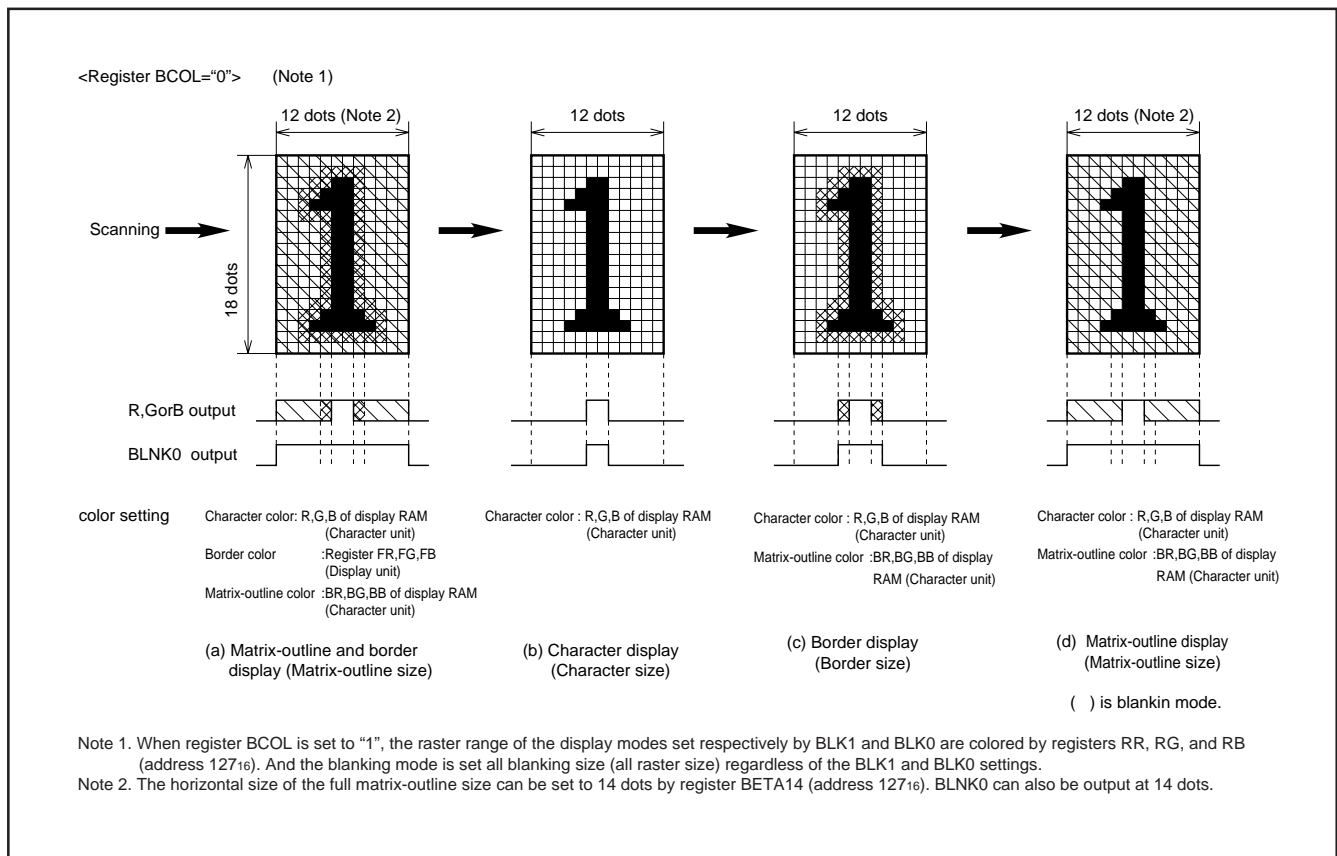 <Register BCOL=“0”> (Note 1)
12 dots (Note 2)
12 dots
12 dots
12 dots (Note 2)
Scanning
18 dots
R,GorB output
BLNK0 output
color setting
Character color: R,G,B of display RAM
(Character unit)
Border color :Register FR,FG,FB
(Display unit)
Matrix-outline color :BR,BG,BB of display RAM
(Character unit)
(a) Matrix-outline and border
display (Matrix-outline size)
Character color : R,G,B of display RAM
(Character unit)
(b) Character display
(Character size)
Character color : R,G,B of display RAM
(Character unit)
Matrix-outline color :BR,BG,BB of display
RAM (Character unit)
(c) Border display
(Border size)
Character color : R,G,B of display RAM
(Character unit)
Matrix-outline color :BR,BG,BB of display
RAM (Character unit)
(d) Matrix-outline display
(Matrix-outline size)
( ) is blankin mode.
Note 1. When register BCOL is set to “1”, the raster range of the display modes set respectively by BLK1 and BLK0 are colored by registers RR, RG, and RB
(address 127₁₆). And the blanking mode is set all blanking size (all raster size) regardless of the BLK1 and BLK0 settings.
Note 2. The horizontal size of the full matrix-outline size can be set to 14 dots by register BETA14 (address 127₁₆). BLNK0 can also be output at 14 dots.